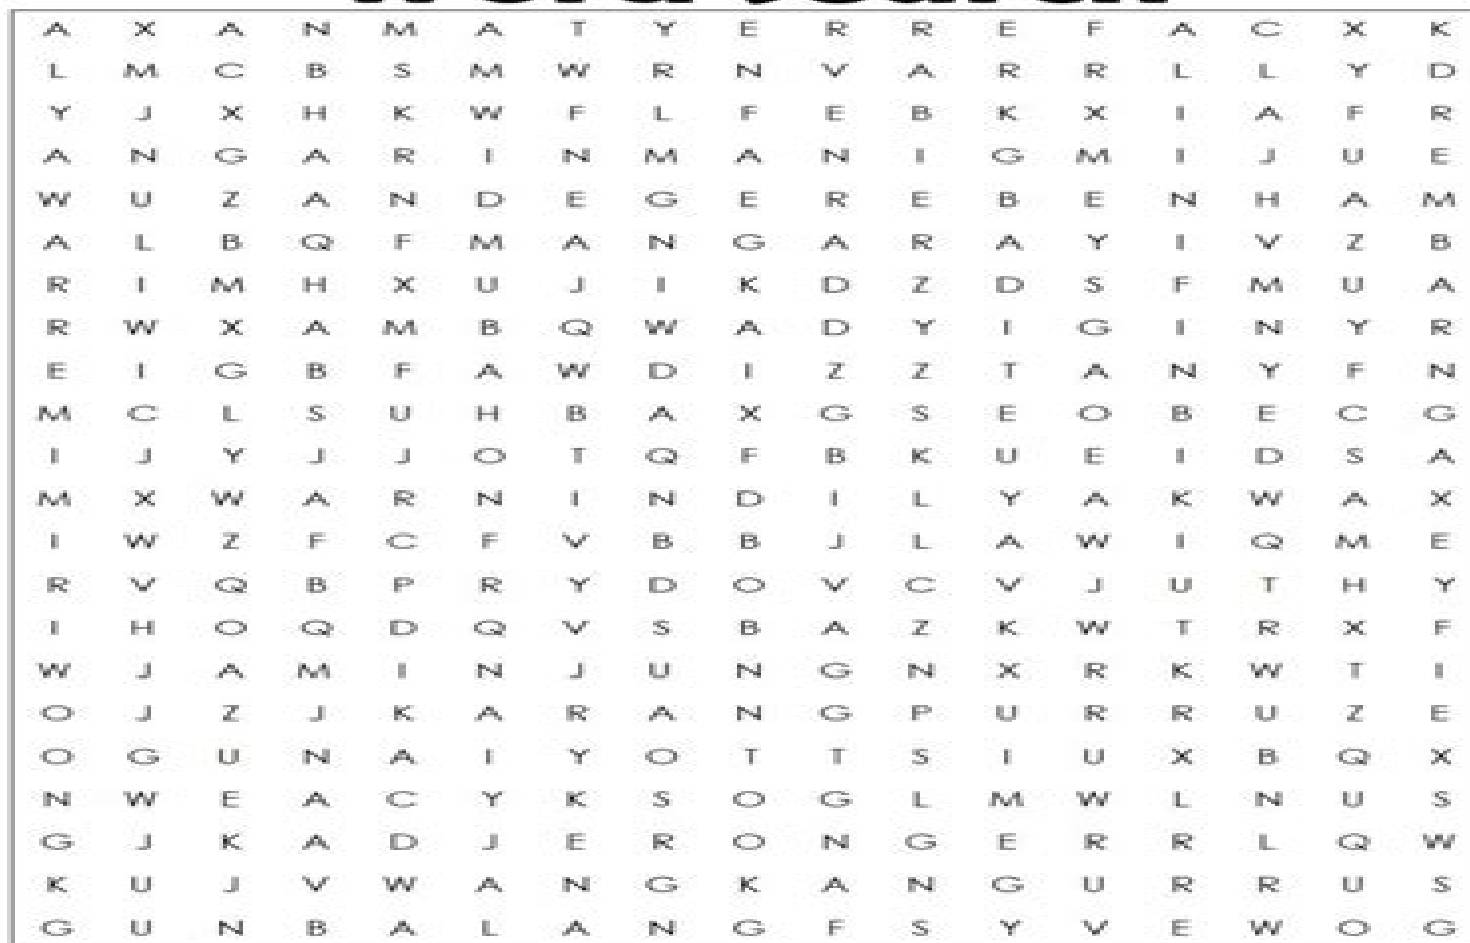 A X A N M A T Y E R R E F A C X K
L M C B S M W R N V A R R L L Y D
Y J X H K W F L F E B K X I A F R
A N G A R I N M A N I G M I J U E
W U Z A N D E G E R E B E N H A M
A L B Q F M A N G A R A Y I V Z B
R I M H X U J I K D Z D S F M U A
R W X A M B Q W A D Y I G I N Y R
E I G B F A W D I Z Z T A N Y F N
M C L S U H B A X G S E O B E C G
I J Y J J O T Q F B K U E I D S A
M X W A R N I N D I L Y A K W A X
I W Z F C F V B B J L A W I Q M E
R V Q B P R Y D O V C V J U T H Y
I H O Q D Q V S B A Z K W T R X F
W J A M I N J U N G N X R K W T I
O J Z J K A R A N G P U R R U Z E
O G U N A I Y O T T S I U X B Q X
N W E A C Y K S O G L M W L N U S
G J K A D J E R O N G E R R L Q W
K U J V W A N G K A N G U R R U S
G U N B A L A N G F S Y V E W O G